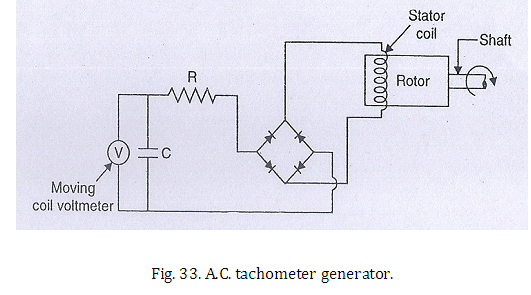 Stator
coil
Shaft
R
Rotor
V
C
Moving
coil voltmeter
Fig. 33. A.C. tachometer generator.